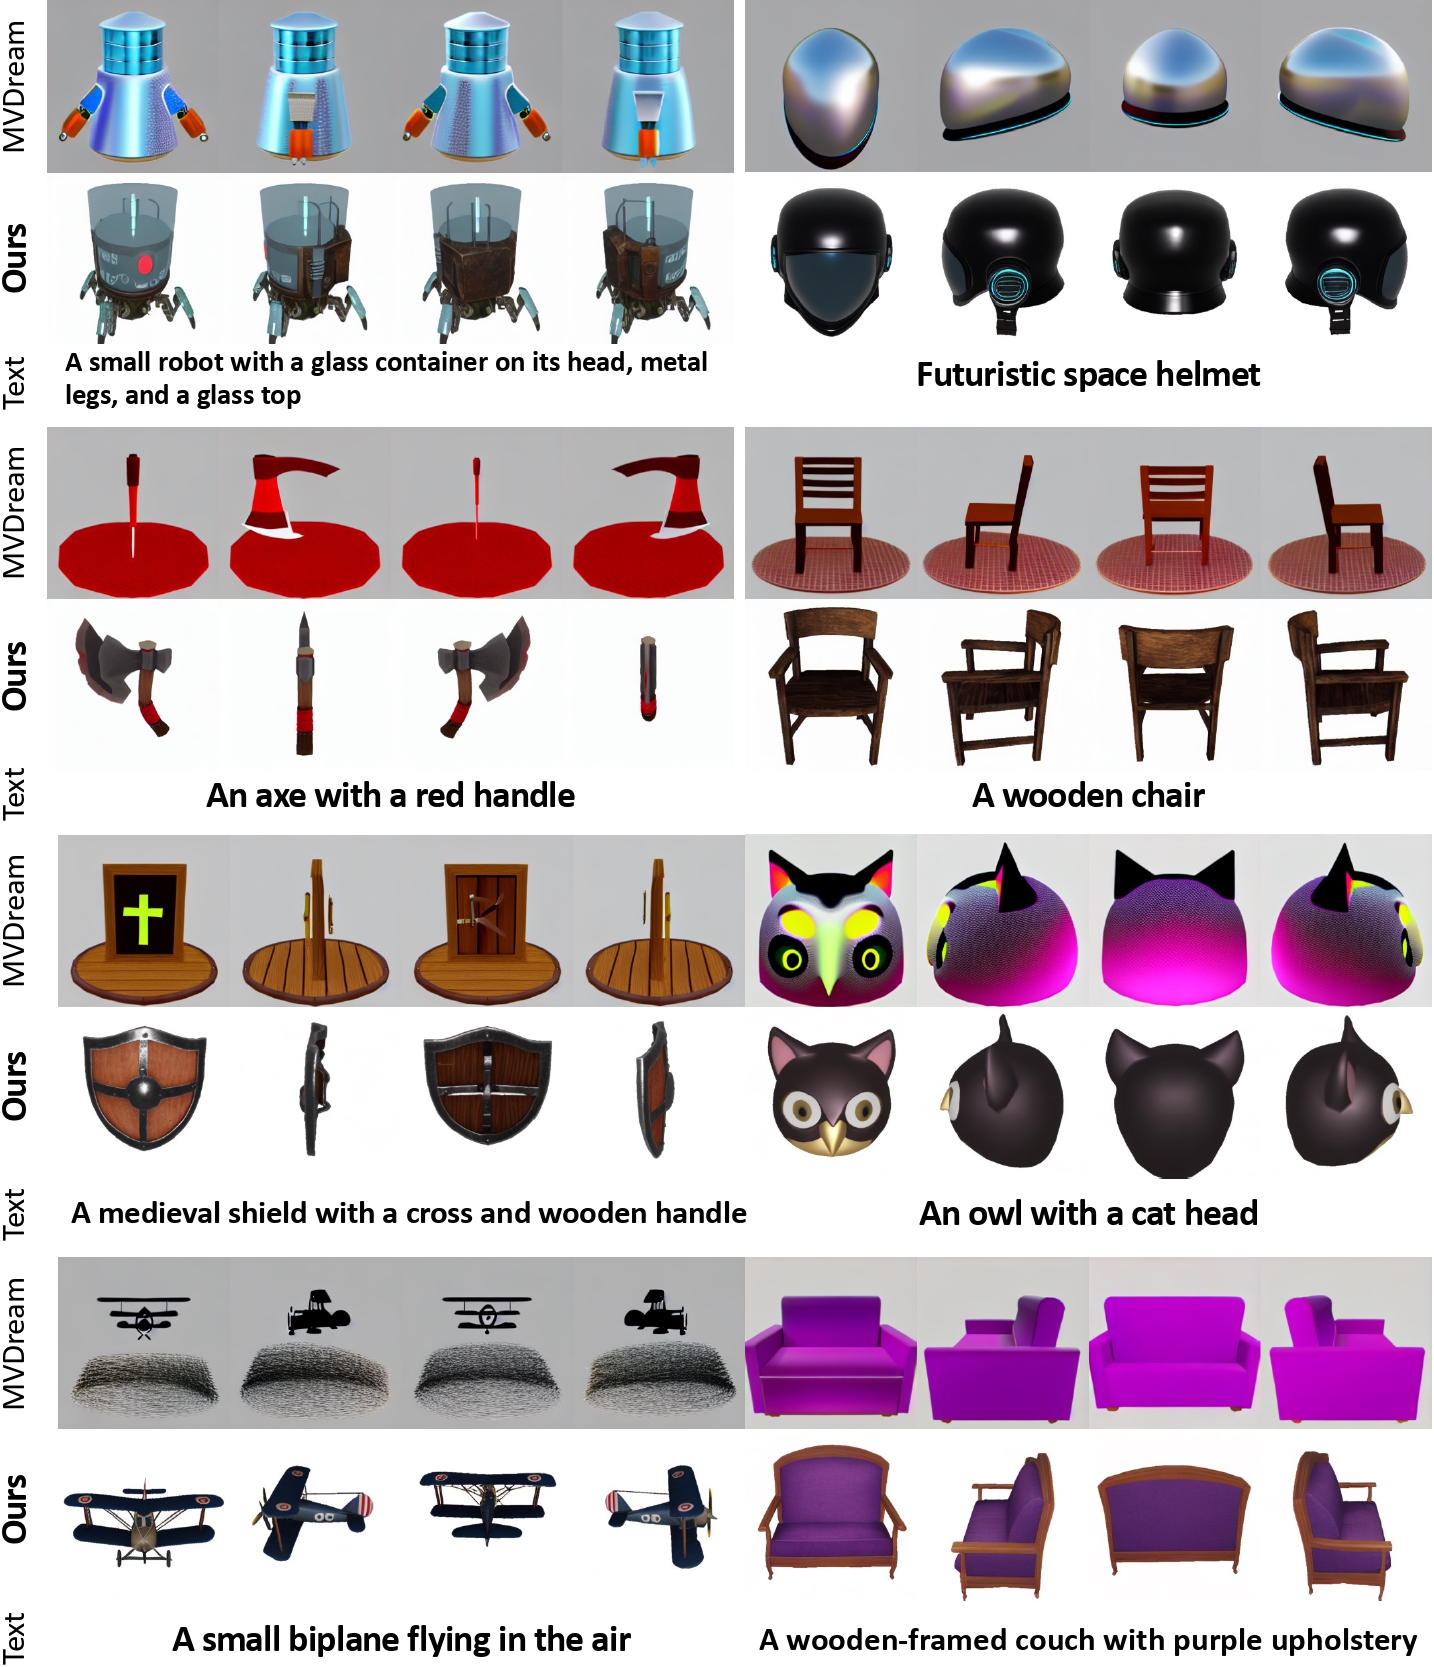 MVDream
Ours
Text
A small robot with a glass container on its head, metal
legs, and a glass top
Futuristic space helmet
MVDream
Ours
Text
An axe with a red handle
A wooden chair
MVDream
Ours
Text
A medieval shield with a cross and wooden handle
An owl with a cat head
MVDream
Ours
Text
A small biplane flying in the air
A wooden-framed couch with purple upholstery